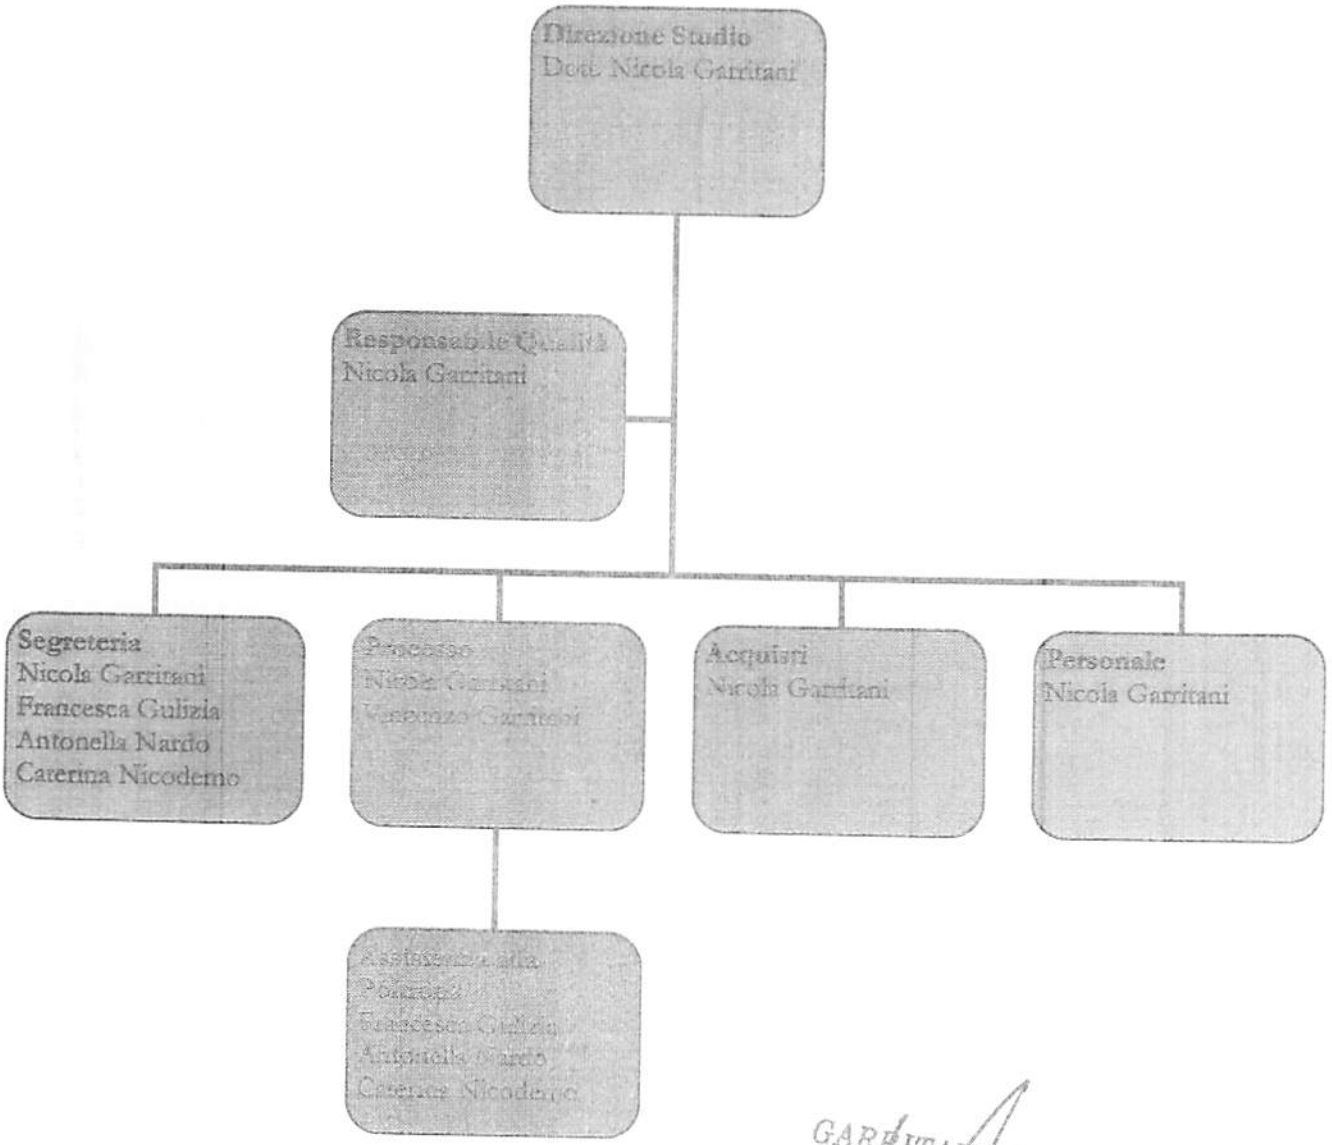 Direzione Studio
Dott. Nicola Garritani
Responsabile Qualità
Nicola Garritani
Segreteria
Nicola Garritani
Francesca Gulizia
Antonella Nardo
Caterina Nicodemo
Processo
Nicola Garritani
Vincenzo Garritani
Acquisti
Nicola Garritani
Personale
Nicola Garritani
Assistenza alla
Poltrona
Francesca Gulizia
Antonella Nardo
Caterina Nicodemo